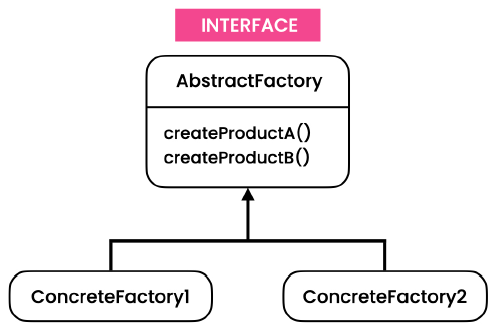 INTERFACE
AbstractFactory
createProductA()
createProductB()
ConcreteFactory1
ConcreteFactory2